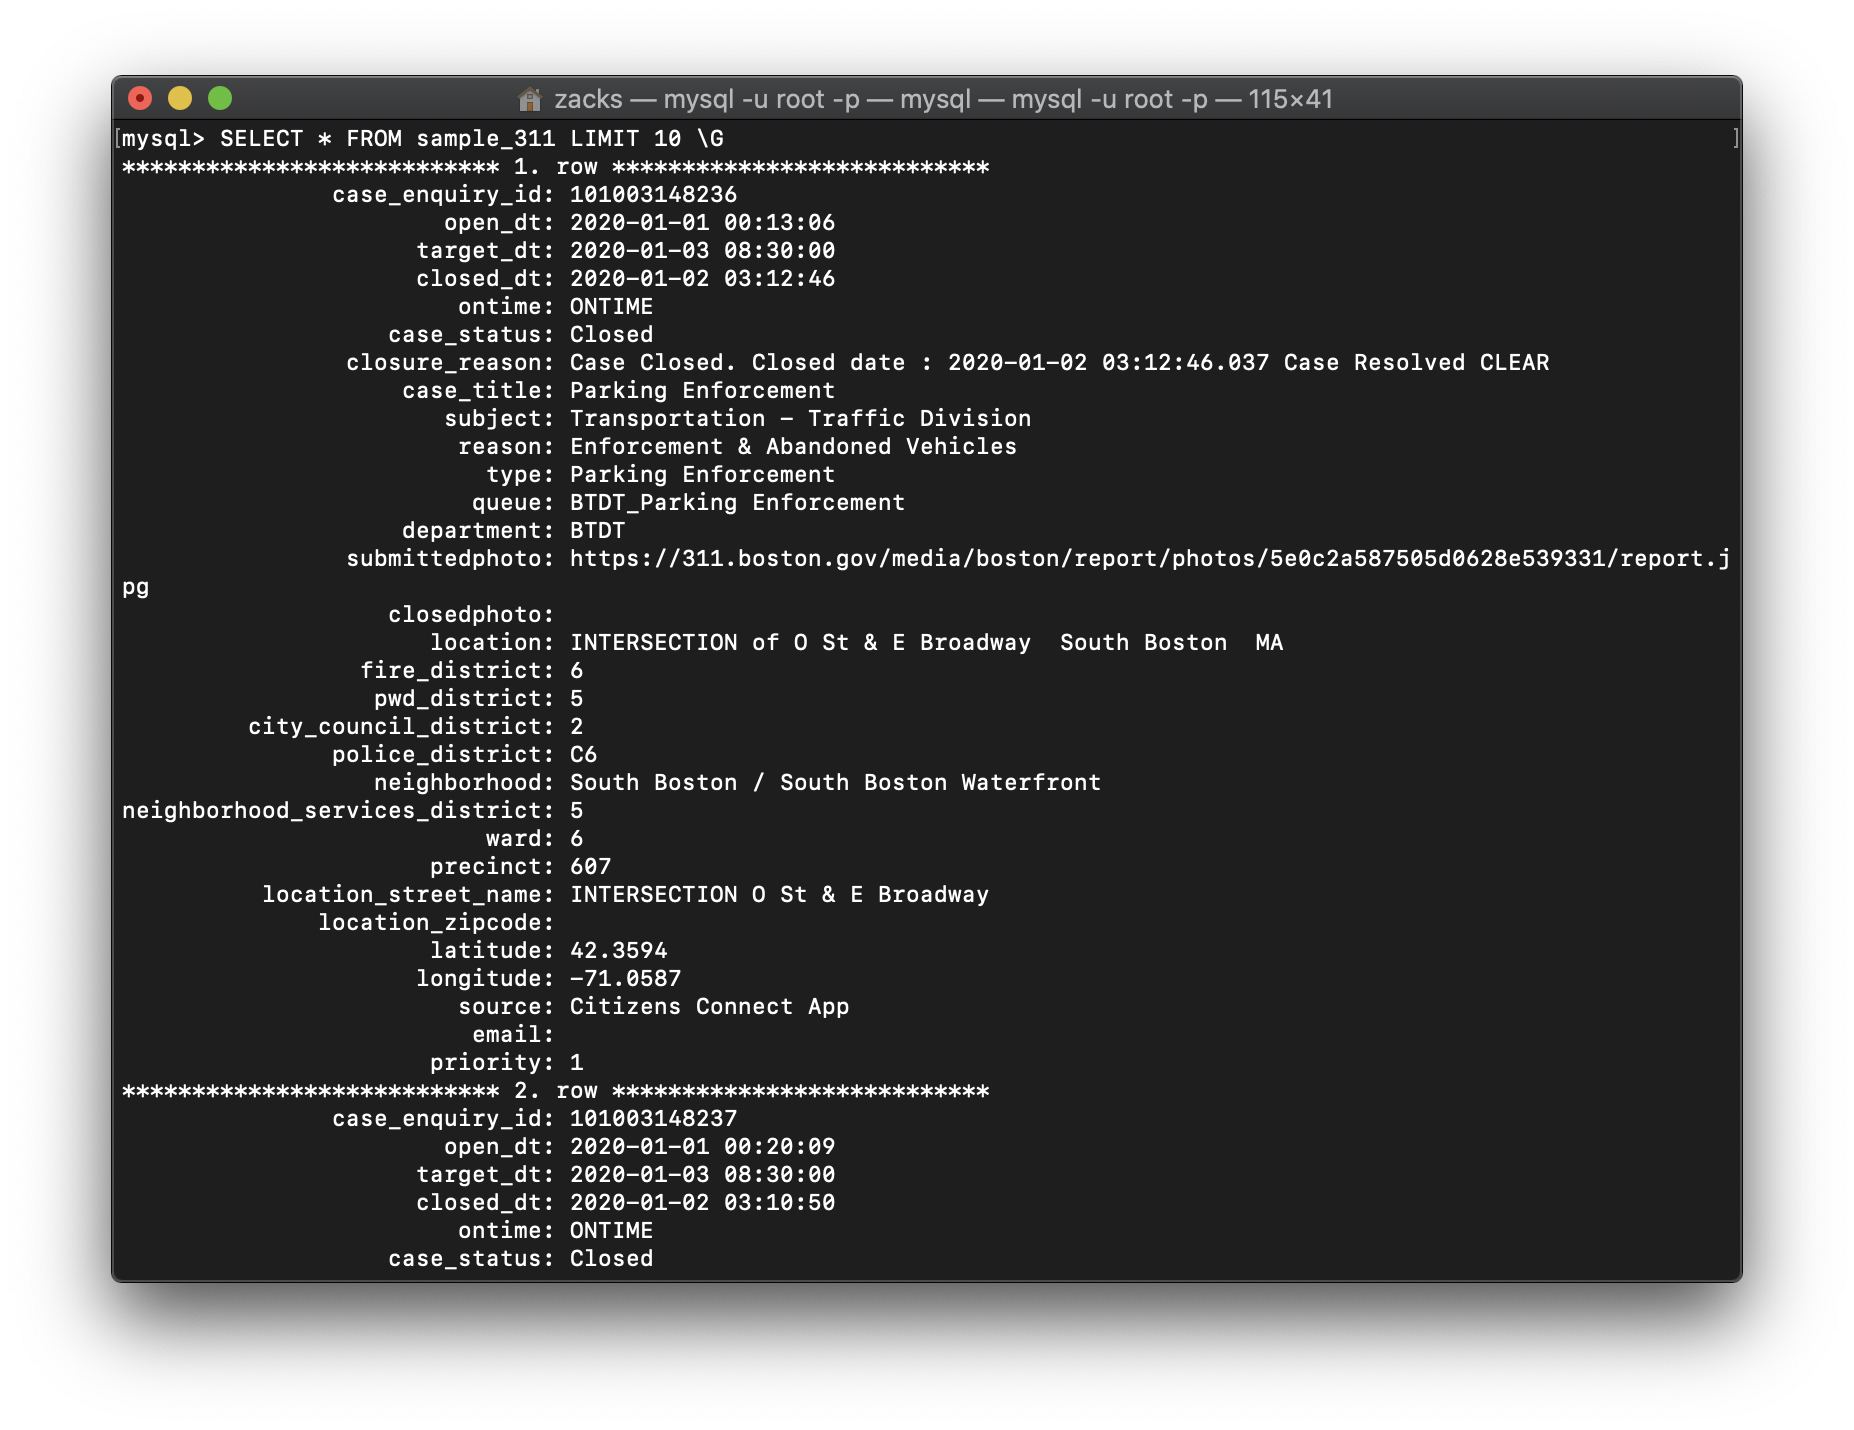 zacks — mysql -u root -p — mysql — mysql -u root -p — 115×41
[mysql> SELECT * FROM sample_311 LIMIT 10 \G ]
*************************** 1. row ***************************
case_enquiry_id: 101003148236
open_dt: 2020-01-01 00:13:06
target_dt: 2020-01-03 08:30:00
closed_dt: 2020-01-02 03:12:46
ontime: ONTIME
case_status: Closed
closure_reason: Case Closed. Closed date : 2020-01-02 03:12:46.037 Case Resolved CLEAR
case_title: Parking Enforcement
subject: Transportation - Traffic Division
reason: Enforcement & Abandoned Vehicles
type: Parking Enforcement
queue: BTDT_Parking Enforcement
department: BTDT
submittedphoto: https://311.boston.gov/media/boston/report/photos/5e0c2a587505d0628e539331/report.j
pg
closedphoto:
location: INTERSECTION of O St & E Broadway  South Boston  MA
fire_district: 6
pwd_district: 5
city_council_district: 2
police_district: C6
neighborhood: South Boston / South Boston Waterfront
neighborhood_services_district: 5
ward: 6
precinct: 607
location_street_name: INTERSECTION O St & E Broadway
location_zipcode:
latitude: 42.3594
longitude: -71.0587
source: Citizens Connect App
email:
priority: 1
*************************** 2. row ***************************
case_enquiry_id: 101003148237
open_dt: 2020-01-01 00:20:09
target_dt: 2020-01-03 08:30:00
closed_dt: 2020-01-02 03:10:50
ontime: ONTIME
case_status: Closed